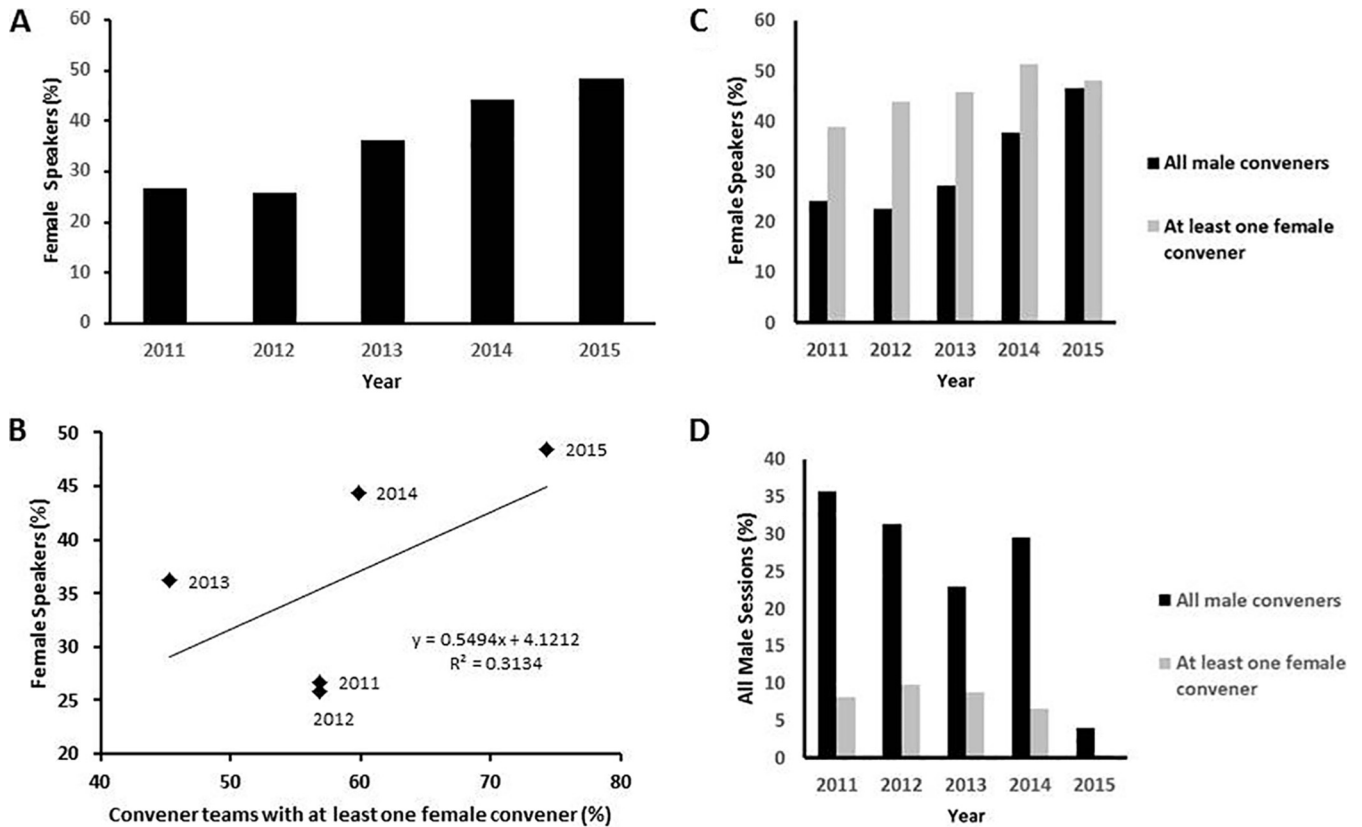 A
60
50
40
30
20
10
0
Female Speakers (%)
2011 2012 2013 2014 2015
Year
C
60
50
40
30
20
10
0
Female Speakers (%)
2011 2012 2013 2014 2015
Year
All male conveners
At least one female
convener
B
50
45
40
35
30
25
20
Female Speakers (%)
2015
2014
2013
y = 0.5494x + 4.1212
R² = 0.3134
2011
2012
40 50 60 70 80
Convener teams with at least one female convener (%)
D
40
35
30
25
20
15
10
5
0
All Male Sessions (%)
2011 2012 2013 2014 2015
Year
All male conveners
At least one female
convener